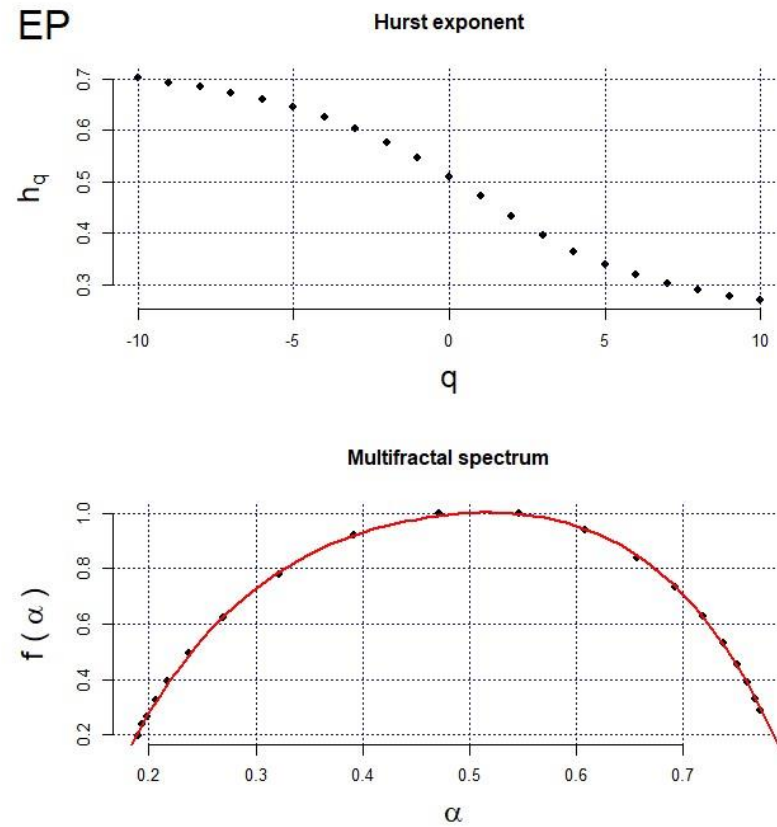 EP
Hurst exponent
0.7
0.6
0.5
0.4
0.3
hq
-10 -5 0 5 10
q
Multifractal spectrum
1.0
0.8
0.6
0.4
0.2
f ( α )
0.2 0.3 0.4 0.5 0.6 0.7
α